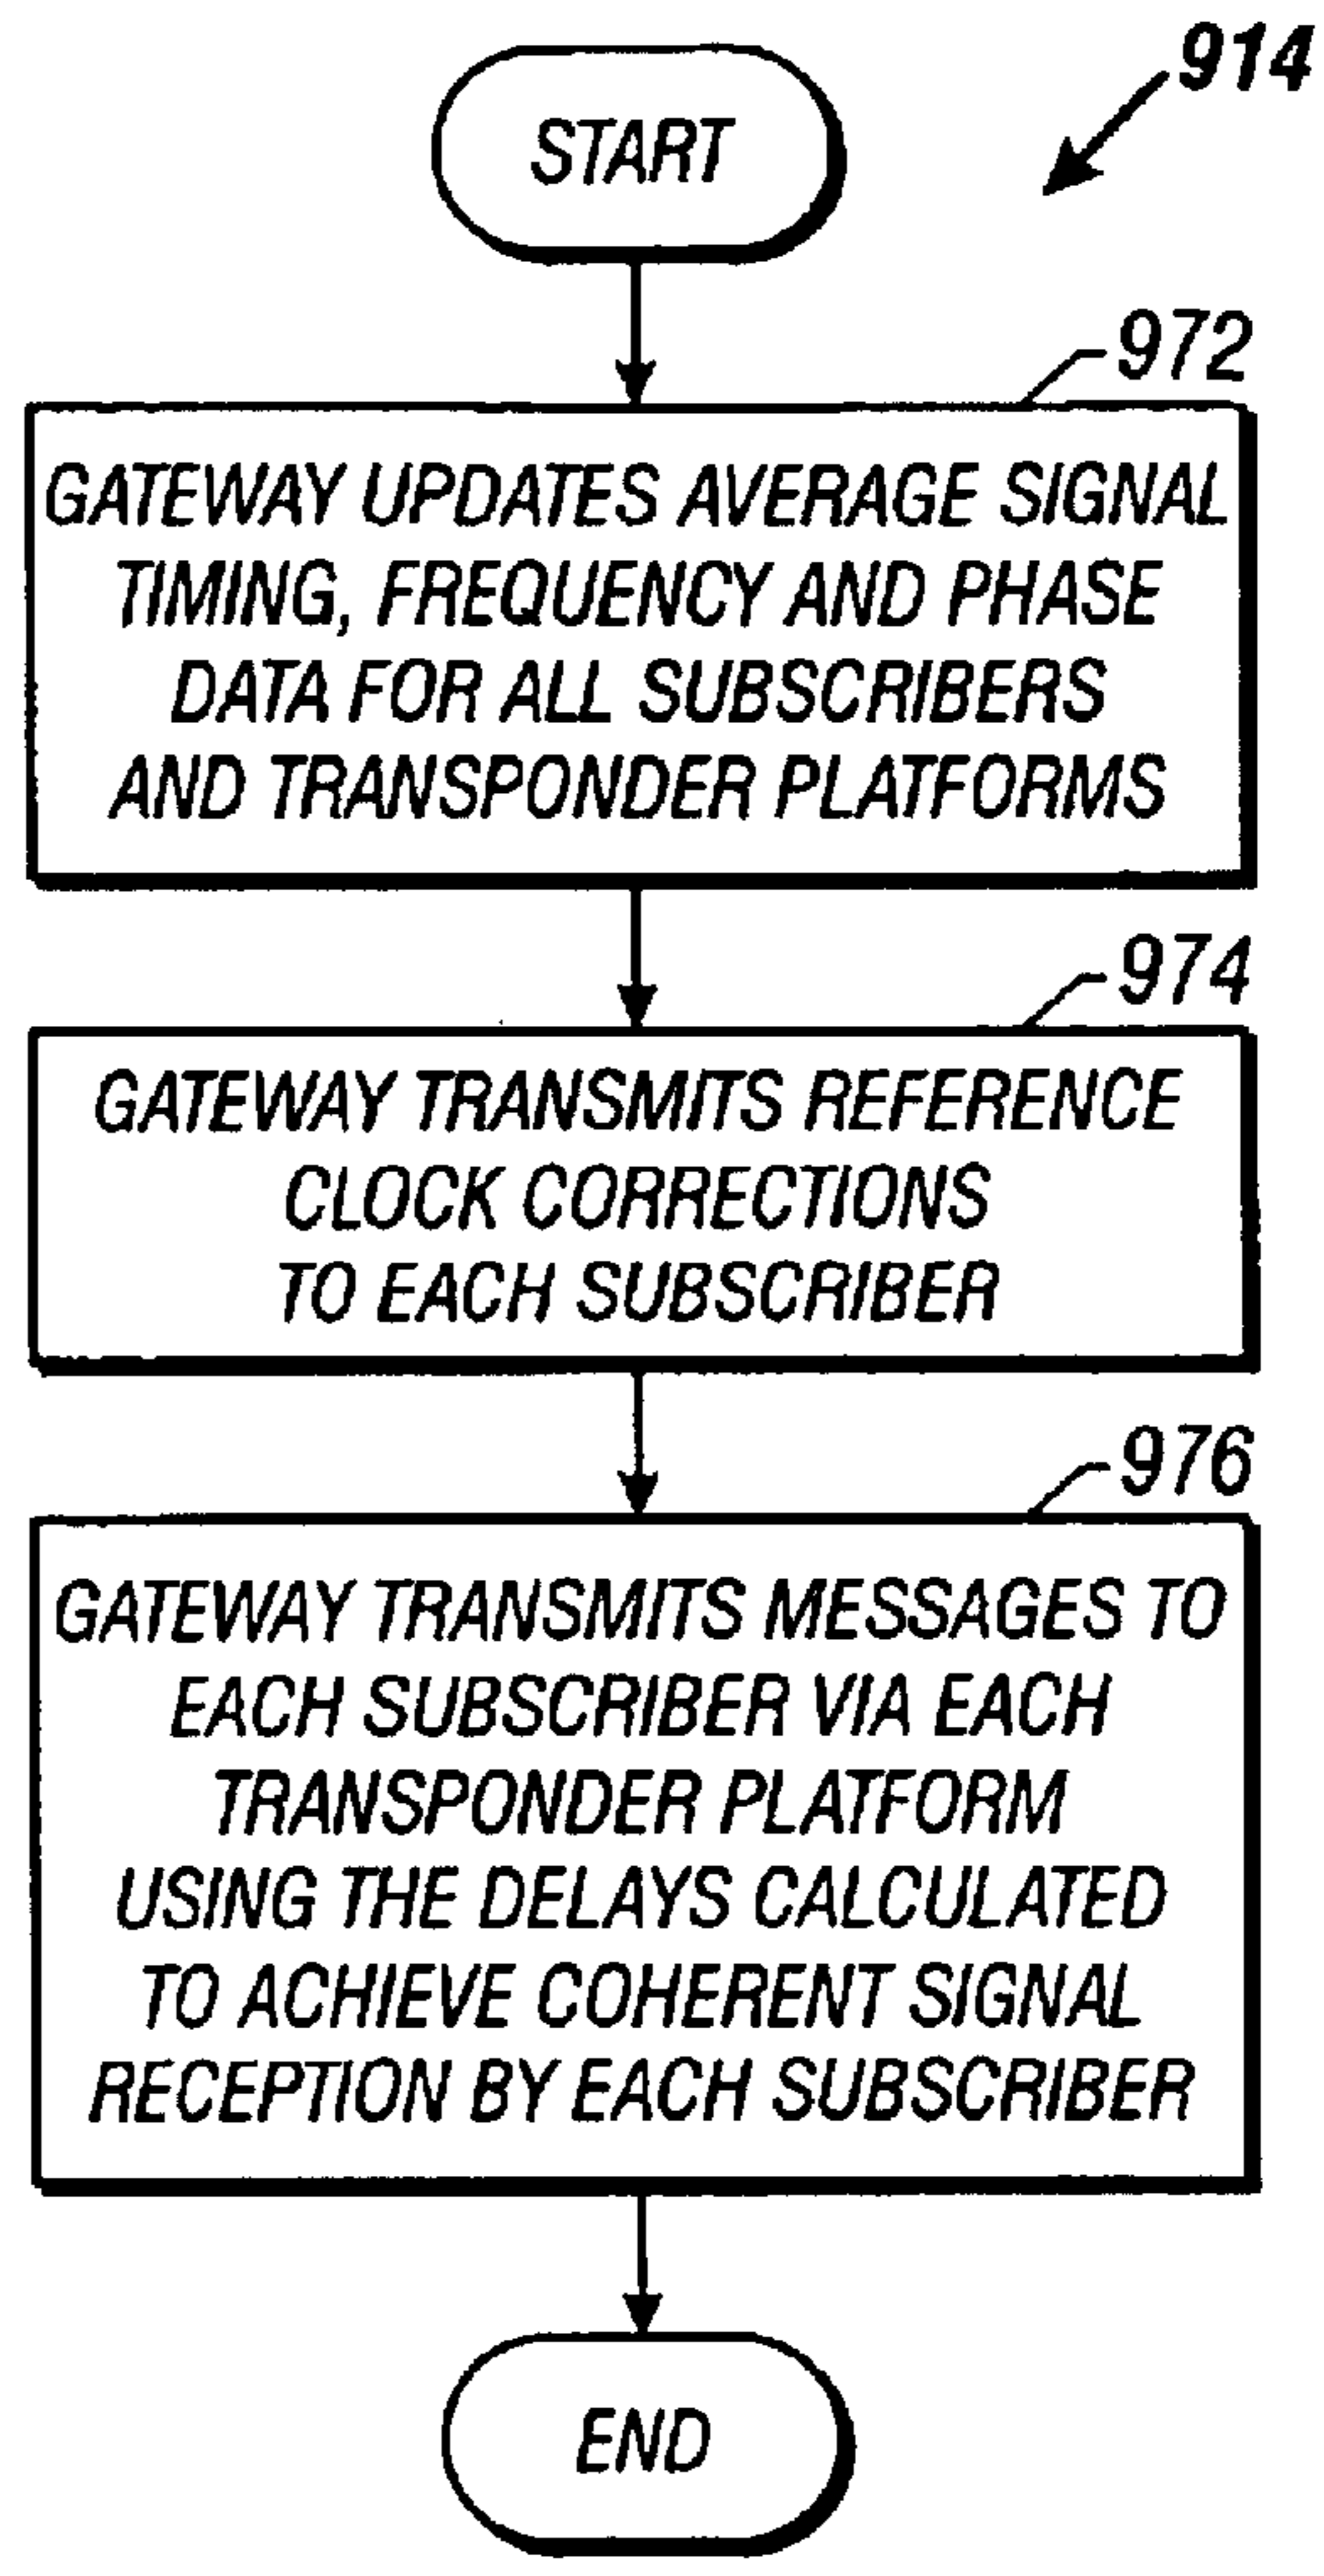 914
START
972
GATEWAY UPDATES AVERAGE SIGNAL
TIMING, FREQUENCY AND PHASE
DATA FOR ALL SUBSCRIBERS
AND TRANSPONDER PLATFORMS
974
GATEWAY TRANSMITS REFERENCE
CLOCK CORRECTIONS
TO EACH SUBSCRIBER
976
GATEWAY TRANSMITS MESSAGES TO
EACH SUBSCRIBER VIA EACH
TRANSPONDER PLATFORM
USING THE DELAYS CALCULATED
TO ACHIEVE COHERENT SIGNAL
RECEPTION BY EACH SUBSCRIBER
END